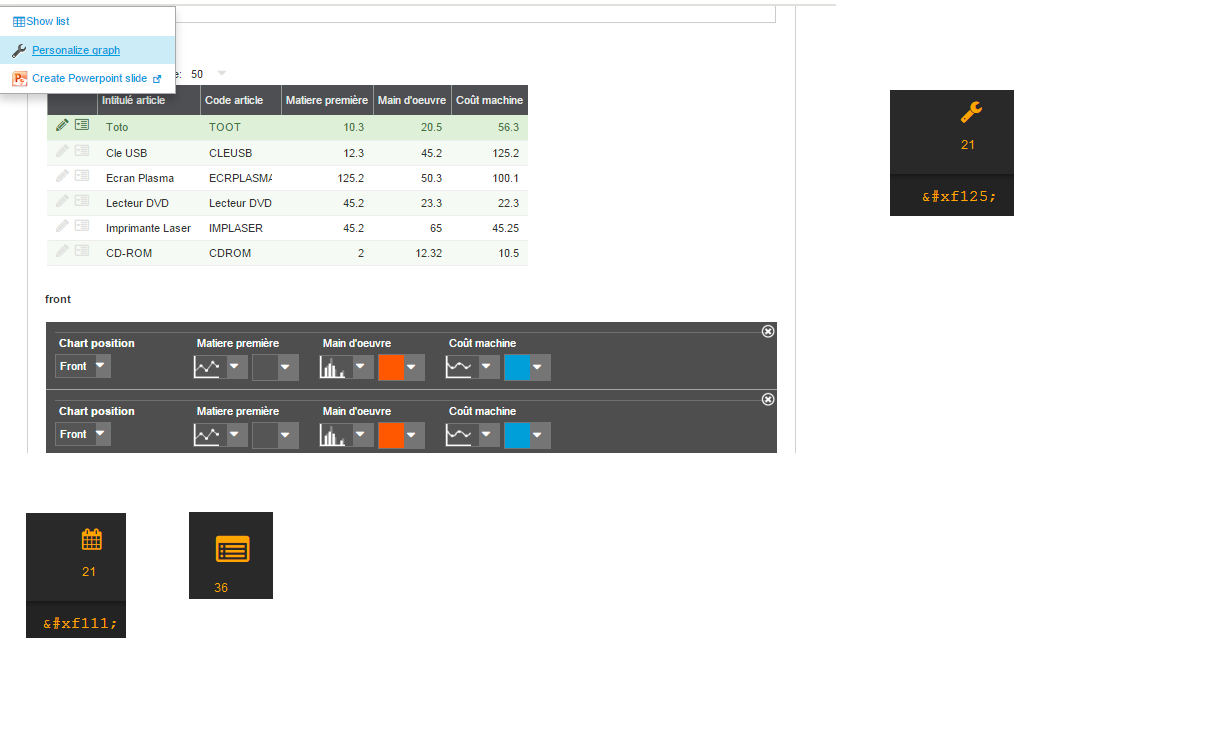 Show list
Personalize graph
Create Powerpoint slide
e: 50
Intitulé article Code article Matiere première Main d'oeuvre Coût machine
Toto TOOT 10.3 20.5 56.3
Cle USB CLEUSB 12.3 45.2 125.2
Ecran Plasma ECRPLASMA 125.2 50.3 100.1
Lecteur DVD Lecteur DVD 45.2 23.3 22.3
Imprimante Laser IMPLASER 45.2 65 45.25
CD-ROM CDROM 2 12.32 10.5
21
&#xf125;
front
Chart position Matiere première Main d'oeuvre Coût machine
Front
Chart position Matiere première Main d'oeuvre Coût machine
Front
21
&#xf111;
36